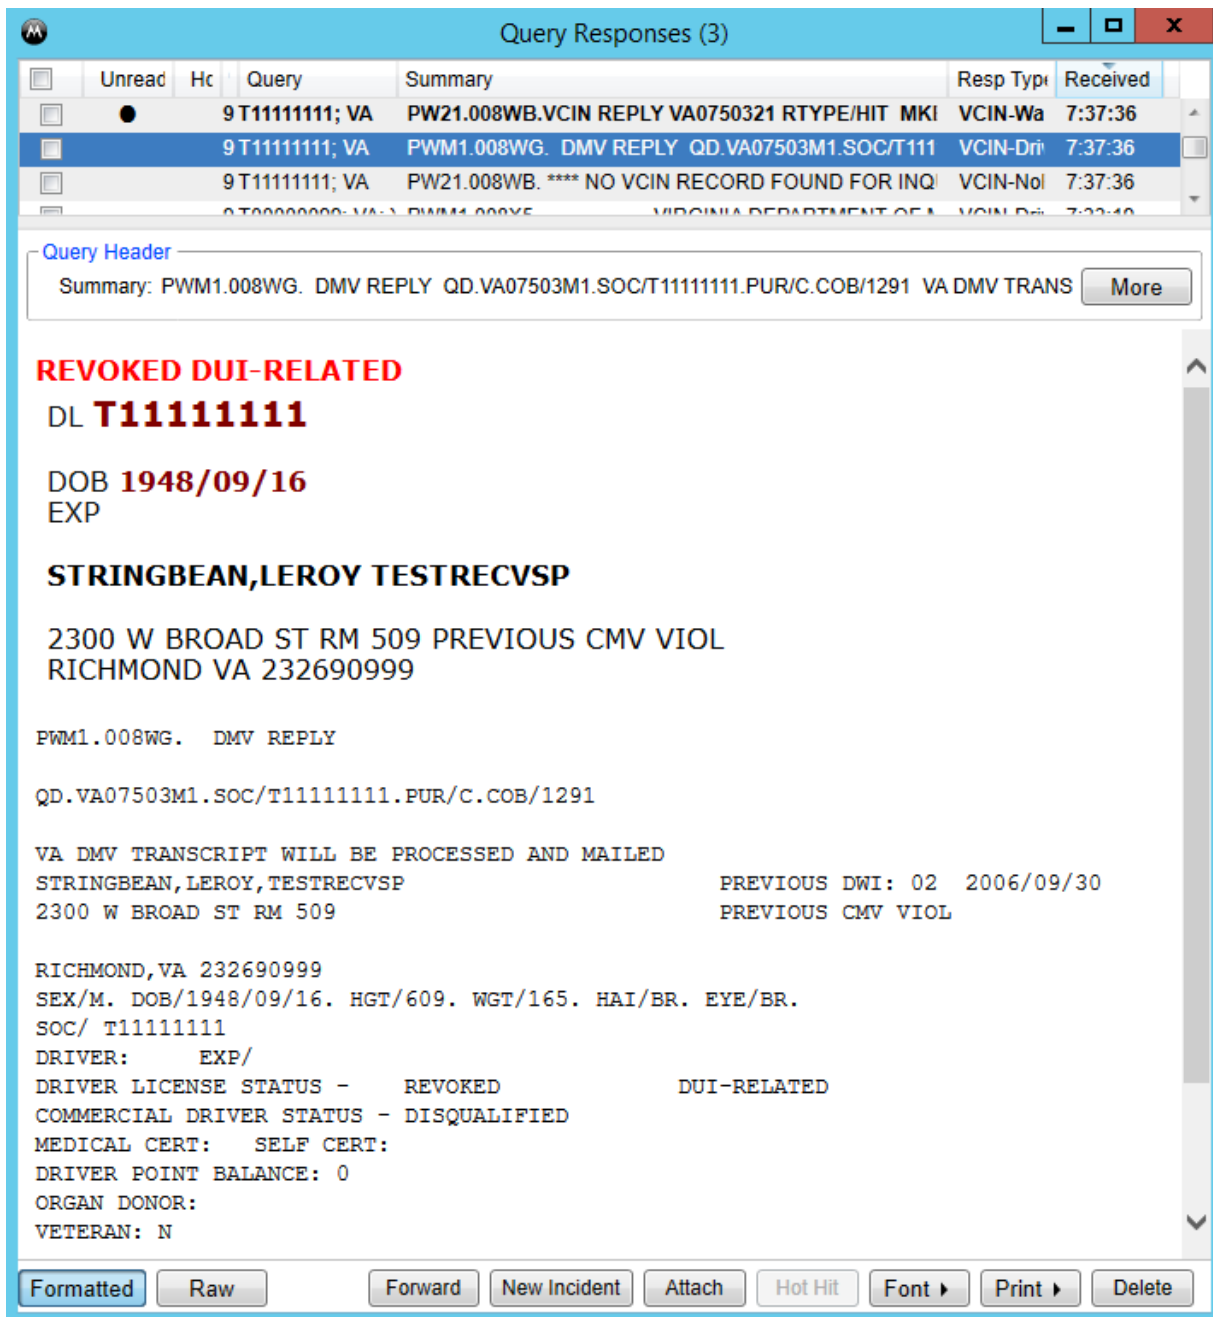 Query Responses (3)
Unread Hc Query Summary Resp Type Received
9 T11111111; VA PW21.008WB.VCIN REPLY VA0750321 RTYPE/HIT MKI VCIN-Wa 7:37:36
9 T11111111; VA PWM1.008WG. DMV REPLY QD.VA07503M1.SOC/T111 VCIN-Dri 7:37:36
9 T11111111; VA PW21.008WB. **** NO VCIN RECORD FOUND FOR INQ VCIN-Nol 7:37:36
Query Header
Summary: PWM1.008WG. DMV REPLY QD.VA07503M1.SOC/T11111111.PUR/C.COB/1291 VA DMV TRANS More
REVOKED DUI-RELATED
DL T11111111
DOB 1948/09/16
EXP
STRINGBEAN,LEROY TESTRECVSP
2300 W BROAD ST RM 509 PREVIOUS CMV VIOL
RICHMOND VA 232690999
PWM1.008WG. DMV REPLY
QD.VA07503M1.SOC/T11111111.PUR/C.COB/1291
VA DMV TRANSCRIPT WILL BE PROCESSED AND MAILED
STRINGBEAN,LEROY,TESTRECVSP PREVIOUS DWI: 02 2006/09/30
2300 W BROAD ST RM 509 PREVIOUS CMV VIOL
RICHMOND,VA 232690999
SEX/M. DOB/1948/09/16. HGT/609. WGT/165. HAI/BR. EYE/BR.
SOC/ T11111111
DRIVER: EXP/
DRIVER LICENSE STATUS - REVOKED DUI-RELATED
COMMERCIAL DRIVER STATUS - DISQUALIFIED
MEDICAL CERT: SELF CERT:
DRIVER POINT BALANCE: 0
ORGAN DONOR:
VETERAN: N
Formatted Raw Forward New Incident Attach Hot Hit Font Print Delete